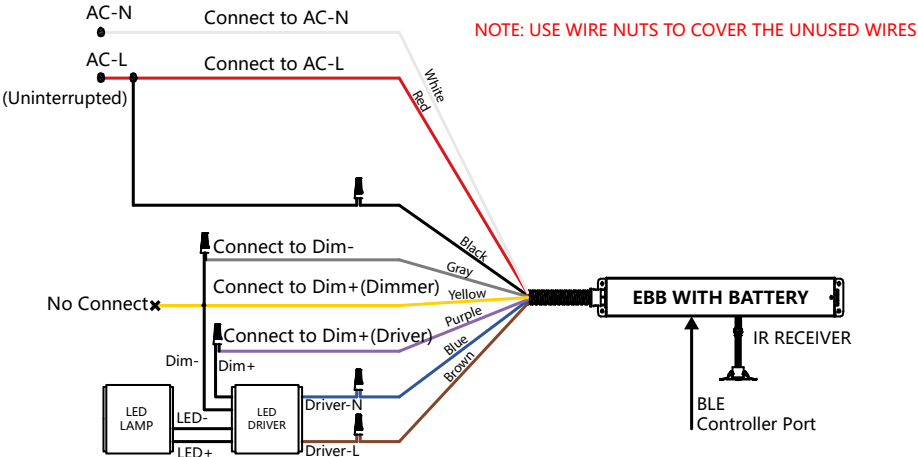 AC-N
Connect to AC-N
NOTE: USE WIRE NUTS TO COVER THE UNUSED WIRES
AC-L
Connect to AC-L
(Uninterrupted)
White
Red
Black
Connect to Dim-
Gray
Connect to Dim+(Dimmer)
Yellow
No Connect
Purple
Connect to Dim+(Driver)
Blue
Brown
EBB WITH BATTERY
IR RECEIVER
BLE
Controller Port
Dim-
Dim+
LED
LAMP
LED-
LED+
LED
DRIVER
Driver-N
Driver-L